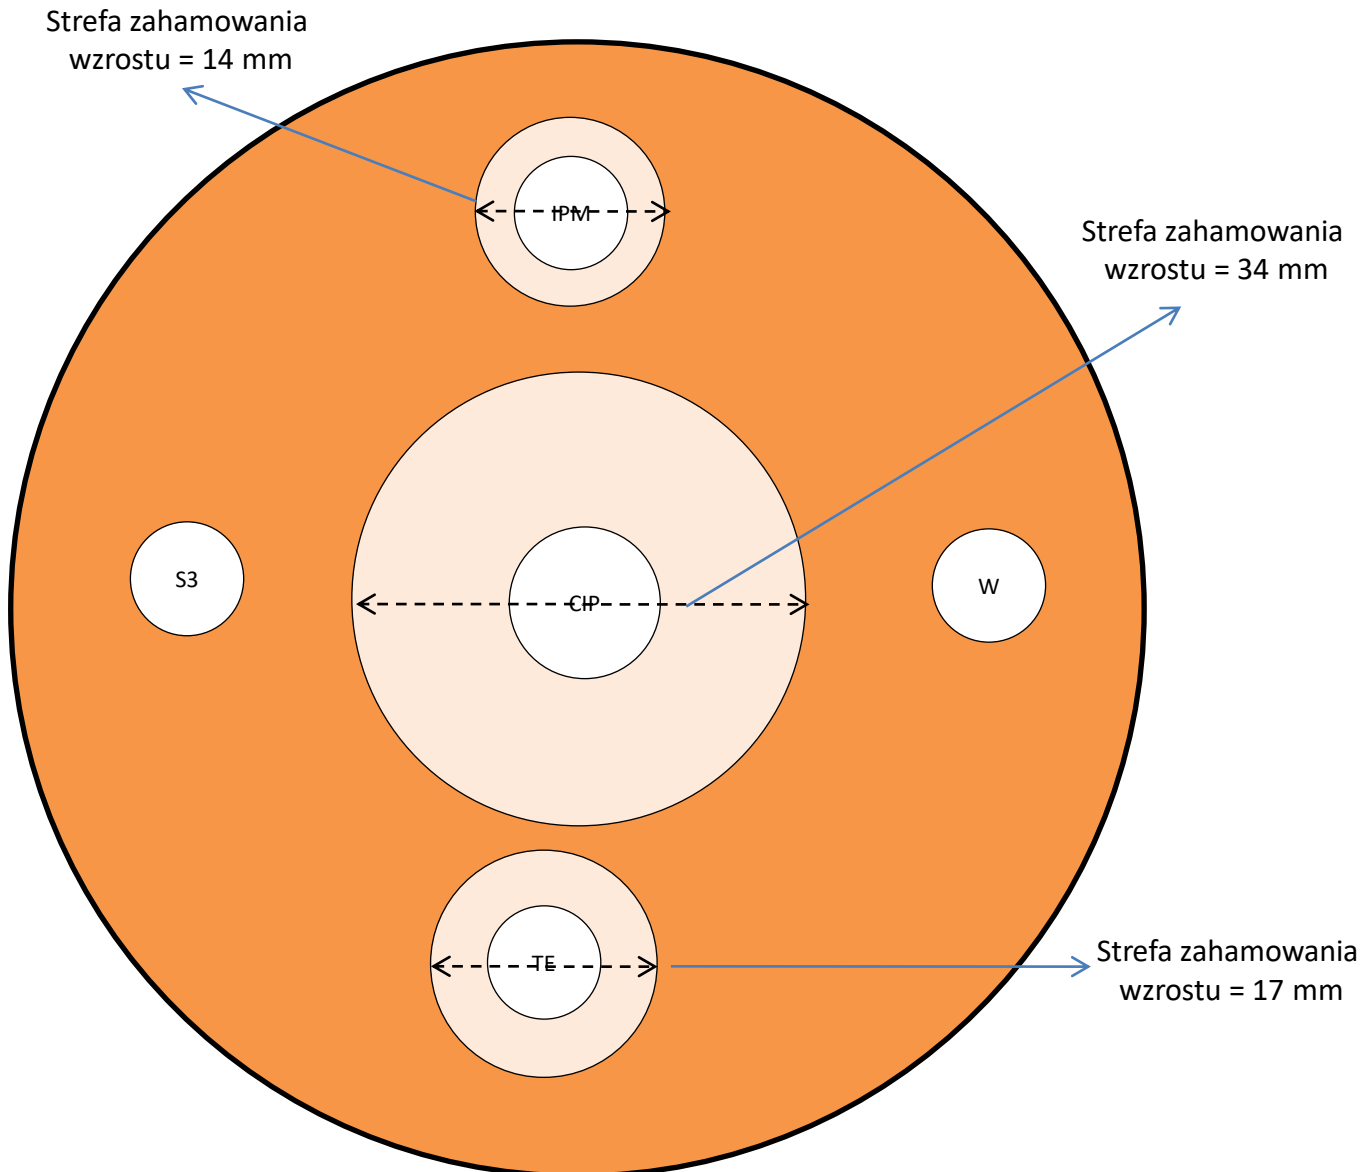 Strefa zahamowania
wzrostu = 14 mm
IPM
Strefa zahamowania
wzrostu = 34 mm
S3
CIP
W
TE
Strefa zahamowania
wzrostu = 17 mm